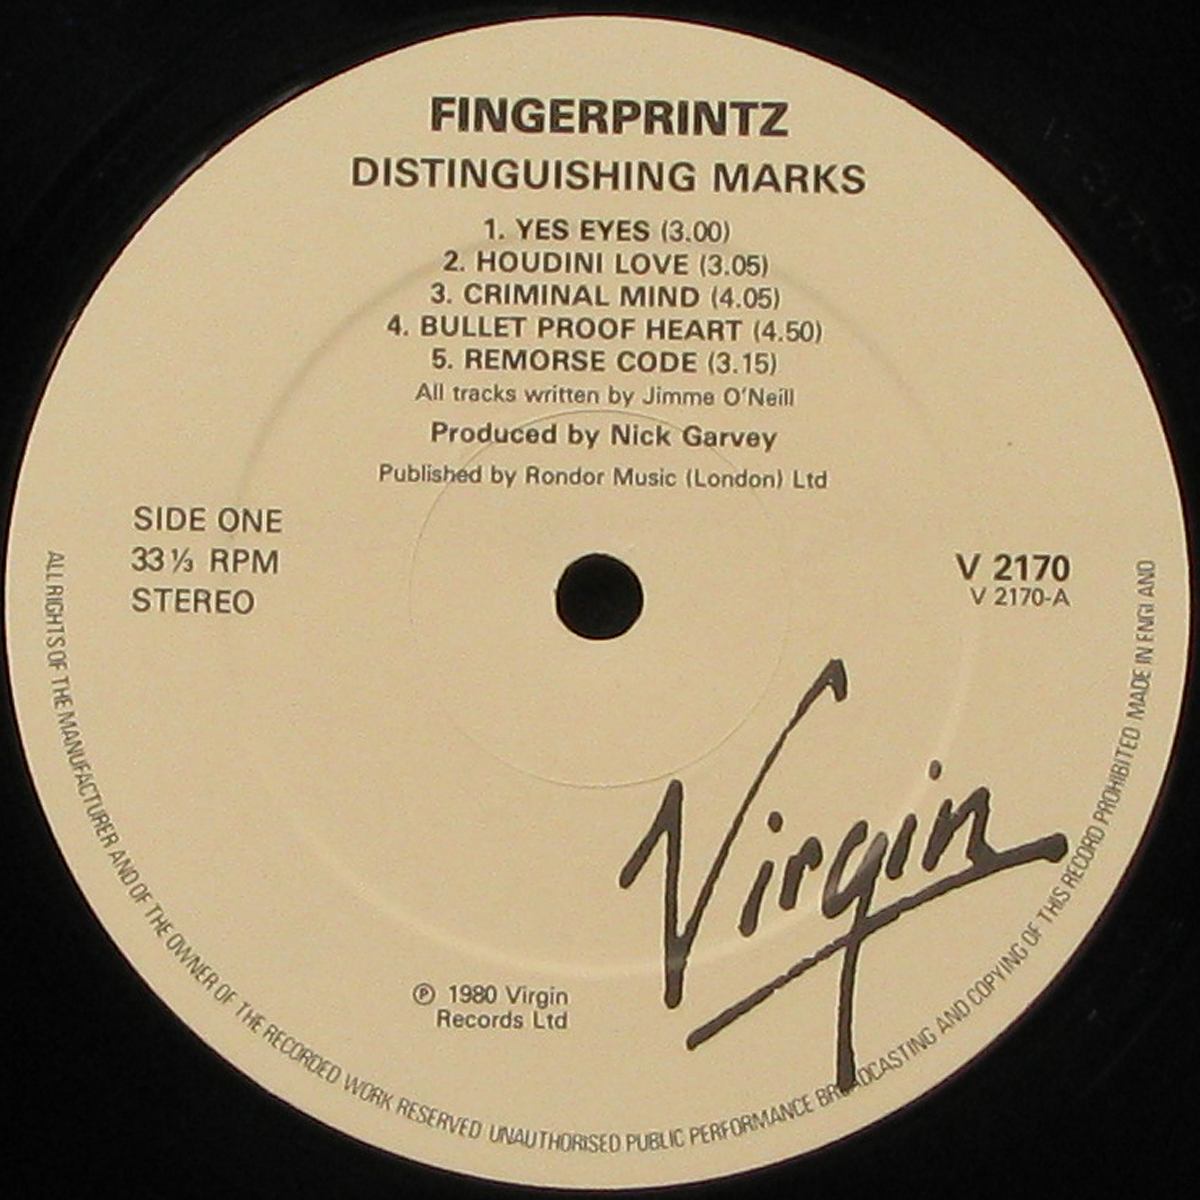 FINGERPRINTZ
DISTINGUISHING MARKS
1. YES EYES (3.00)
2. HOUDINI LOVE (3.05)
3. CRIMINAL MIND (4.05)
4. BULLET PROOF HEART (4.50)
5. REMORSE CODE (3.15)
All tracks written by Jimme O'Neill
Produced by Nick Garvey
Published by Rondor Music (London) Ltd
SIDE ONE
33⅓ RPM
STEREO
V 2170
V 2170-A
Virgin
℗ 1980 Virgin
Records Ltd
ALL RIGHTS OF THE MANUFACTURER AND OF THE OWNER OF THE RECORDED WORK RESERVED UNAUTHORISED PUBLIC PERFORMANCE BROADCASTING AND COPYING OF THIS RECORD PROHIBITED MADE IN ENGLAND